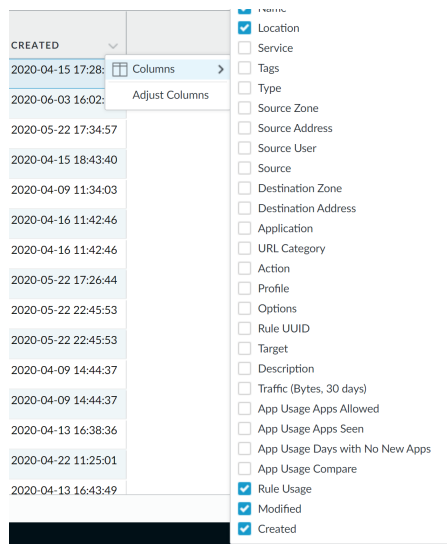 Name
Location
Service
Tags
Type
Source Zone
Source Address
Source User
Source
Destination Zone
Destination Address
Application
URL Category
Action
Profile
Options
Rule UUID
Target
Description
Traffic (Bytes, 30 days)
App Usage Apps Allowed
App Usage Apps Seen
App Usage Days with No New Apps
App Usage Compare
Rule Usage
Modified
Created
Columns
Adjust Columns
CREATED
2020-04-15 17:28:
2020-06-03 16:02:
2020-05-22 17:34:57
2020-04-15 18:43:40
2020-04-09 11:34:03
2020-04-16 11:42:46
2020-04-16 11:42:46
2020-05-22 17:26:44
2020-05-22 22:45:53
2020-05-22 22:45:53
2020-04-09 14:44:37
2020-04-09 14:44:37
2020-04-13 16:38:36
2020-04-22 11:25:01
2020-04-13 16:43:49